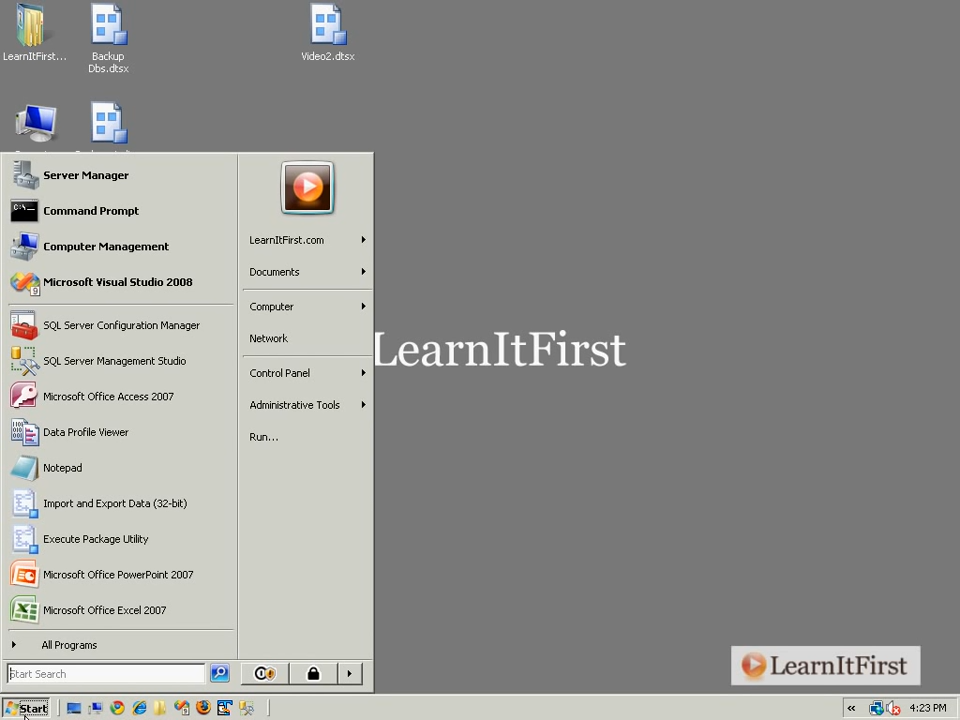 LearnItFirst...
Backup
Dbs.dtsx
Video2.dtsx
Server Manager
Command Prompt
Computer Management
Microsoft Visual Studio 2008
SQL Server Configuration Manager
SQL Server Management Studio
Microsoft Office Access 2007
Data Profile Viewer
Notepad
Import and Export Data (32-bit)
Execute Package Utility
Microsoft Office PowerPoint 2007
Microsoft Office Excel 2007
All Programs
Start Search
LearnItFirst.com
Documents
Computer
Network
Control Panel
Administrative Tools
Run...
LearnItFirst
LearnItFirst
Start
4:23 PM